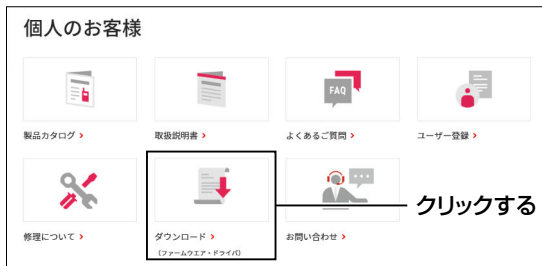 個人のお客様
FAQ
製品カタログ >
取扱説明書 >
よくあるご質問 >
ユーザー登録 >
修理について >
ダウンロード >
(ファームウエア・ドライバ)
お問い合わせ >
クリックする